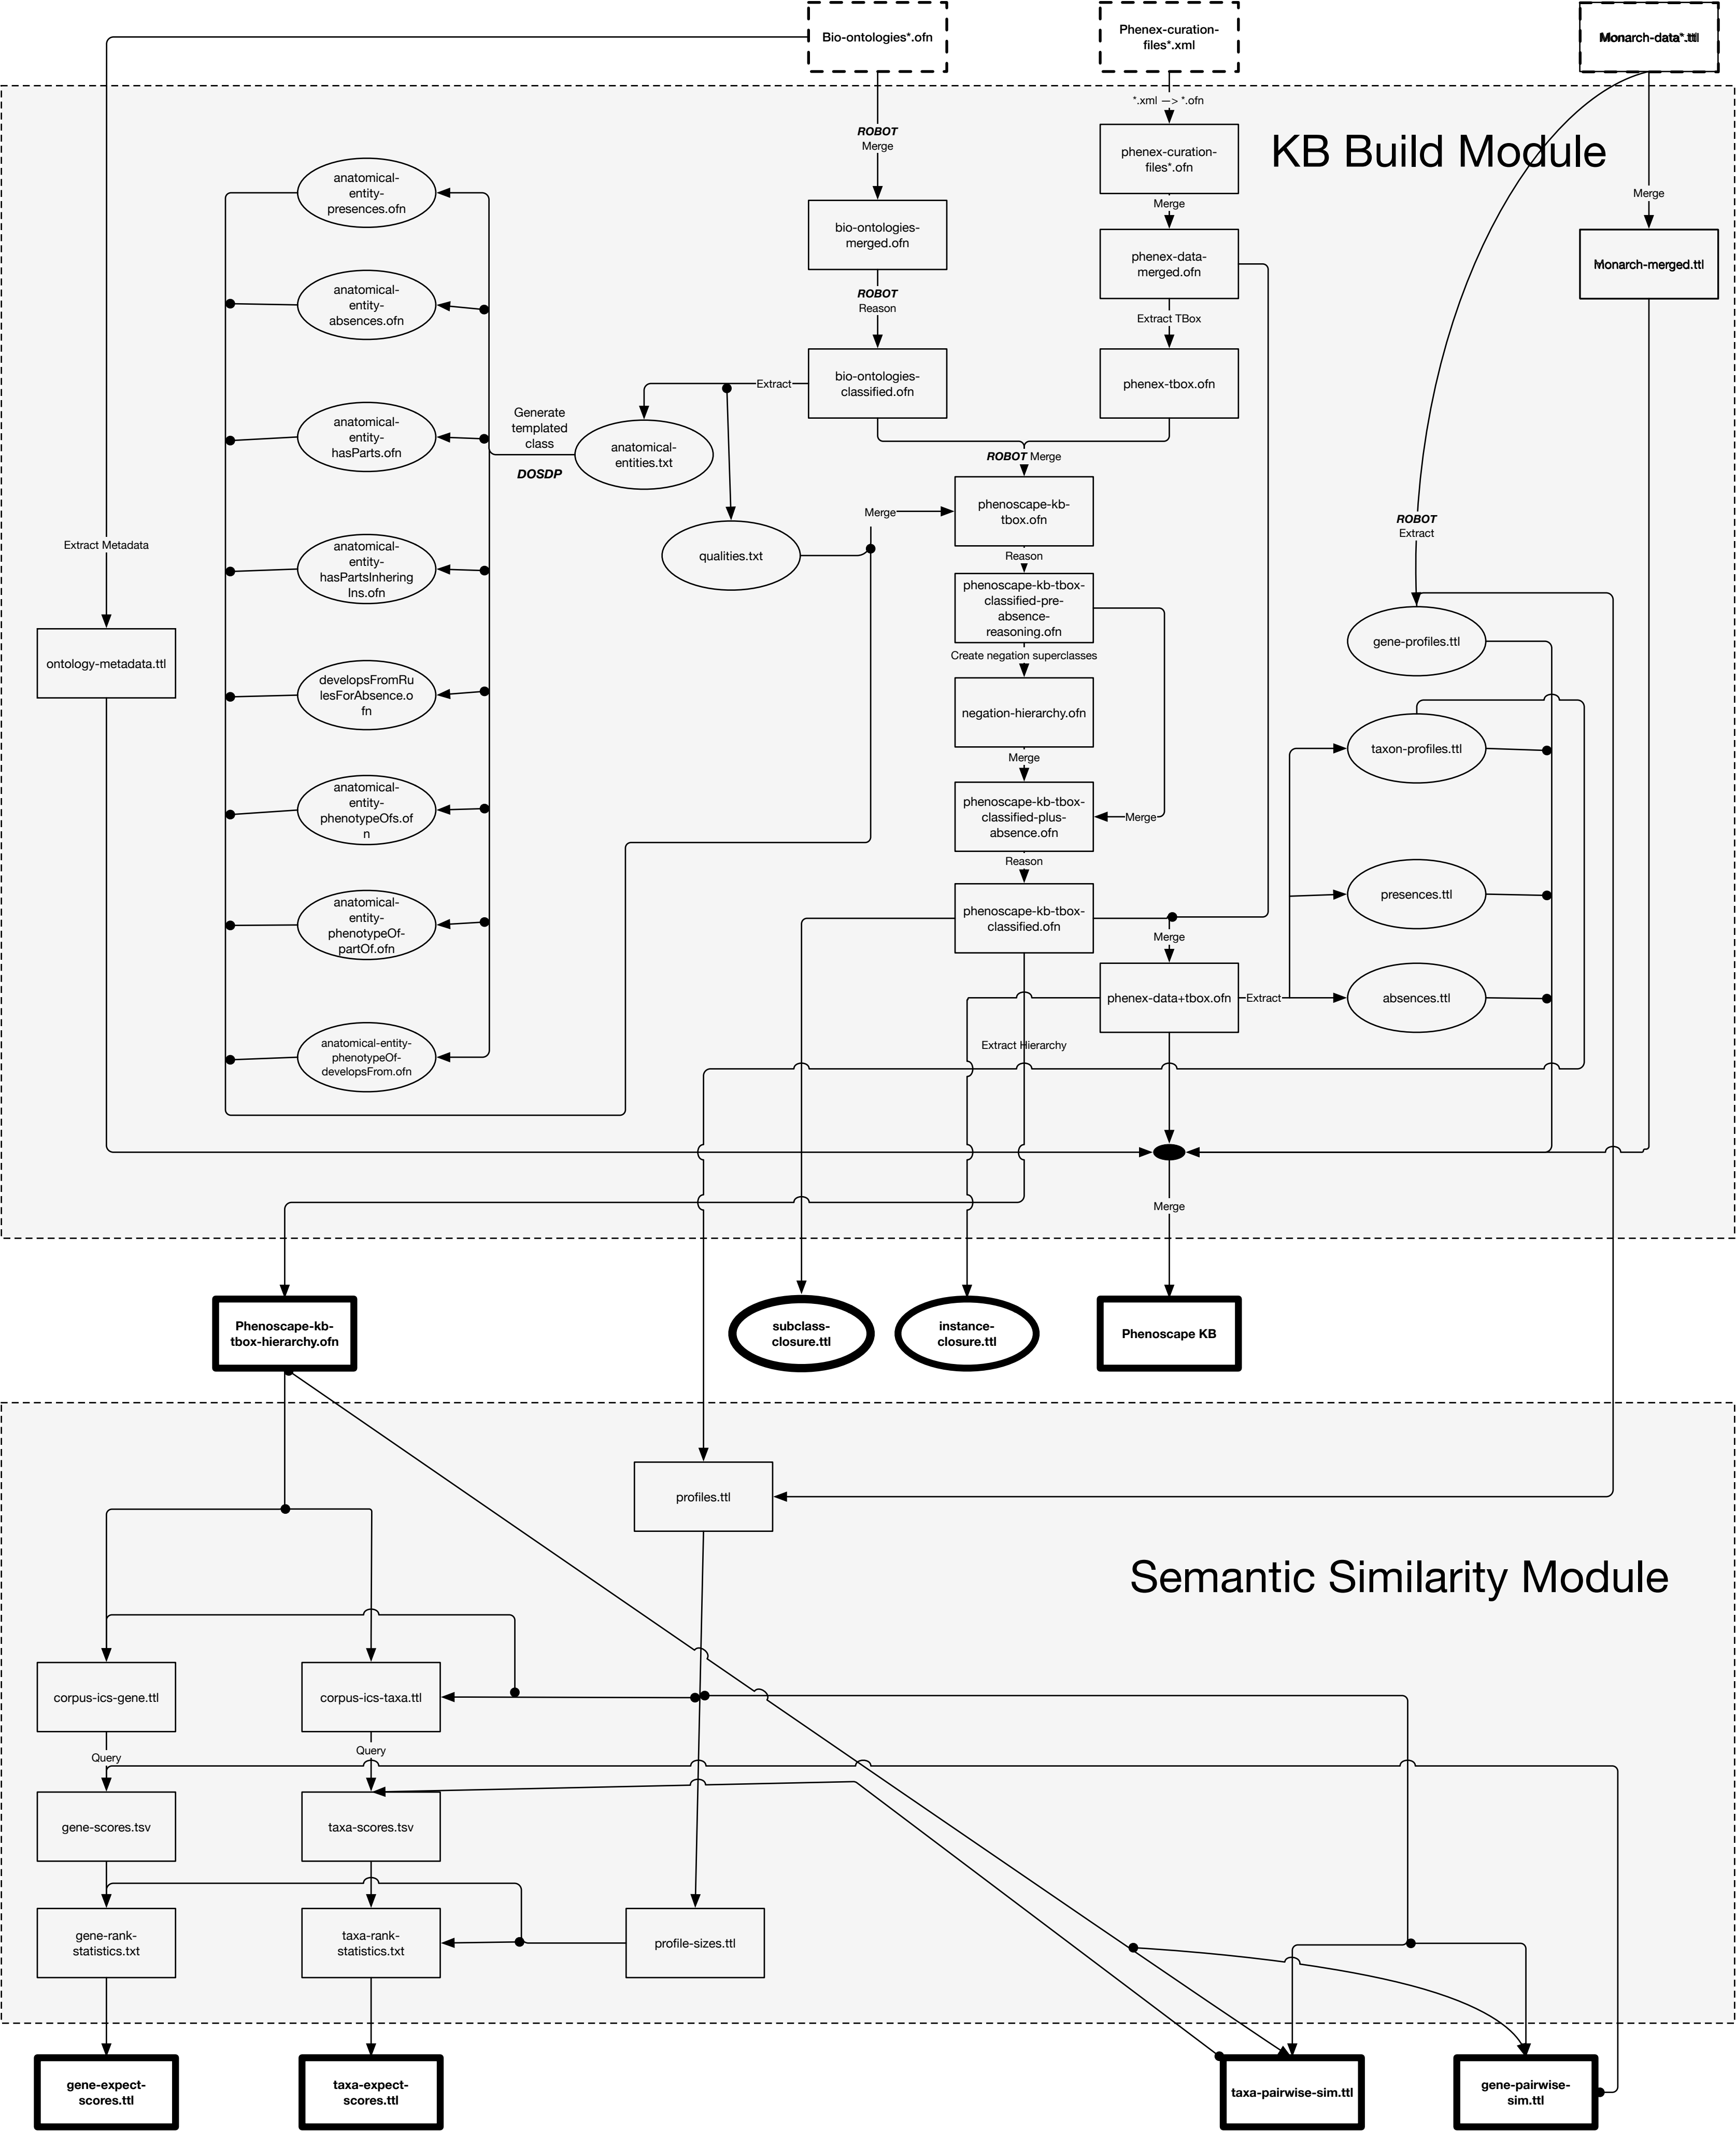 Bio-ontologies*.ofn
Phenex-curation-
files*.xml
Monarch-data*.ttl
*.xml —> *.ofn
KB Build Module
ROBOT
Merge
phenex-curation-
files*.ofn
Merge
Merge
anatomical-
entity-
presences.ofn
bio-ontologies-
merged.ofn
phenex-data-
merged.ofn
Monarch-merged.ttl
anatomical-
entity-
absences.ofn
ROBOT
Reason
Extract TBox
bio-ontologies-
classified.ofn
phenex-tbox.ofn
Extract
Generate
templated
class
DOSDP
anatomical-
entity-
hasParts.ofn
anatomical-
entities.txt
ROBOT Merge
phenoscape-kb-
tbox.ofn
Merge
ROBOT
Extract
Extract Metadata
qualities.txt
Reason
anatomical-
entity-
hasPartsInhering
Ins.ofn
phenoscape-kb-tbox-
classified-pre-
absence-
reasoning.ofn
gene-profiles.ttl
Create negation superclasses
ontology-metadata.ttl
developsFromRu
lesForAbsence.o
fn
negation-hierarchy.ofn
taxon-profiles.ttl
Merge
anatomical-
entity-
phenotypeOfs.of
n
phenoscape-kb-tbox-
classified-plus-
absence.ofn
Merge
Reason
presences.ttl
anatomical-
entity-
phenotypeOf-
partOf.ofn
phenoscape-kb-tbox-
classified.ofn
Merge
phenex-data+tbox.ofn
Extract
absences.ttl
Extract Hierarchy
anatomical-entity-
phenotypeOf-
developsFrom.ofn
Merge
Phenoscape-kb-
tbox-hierarchy.ofn
subclass-
closure.ttl
instance-
closure.ttl
Phenoscape KB
profiles.ttl
Semantic Similarity Module
corpus-ics-gene.ttl
corpus-ics-taxa.ttl
Query
Query
gene-scores.tsv
taxa-scores.tsv
gene-rank-
statistics.txt
taxa-rank-
statistics.txt
profile-sizes.ttl
gene-expect-
scores.ttl
taxa-expect-
scores.ttl
taxa-pairwise-sim.ttl
gene-pairwise-
sim.ttl